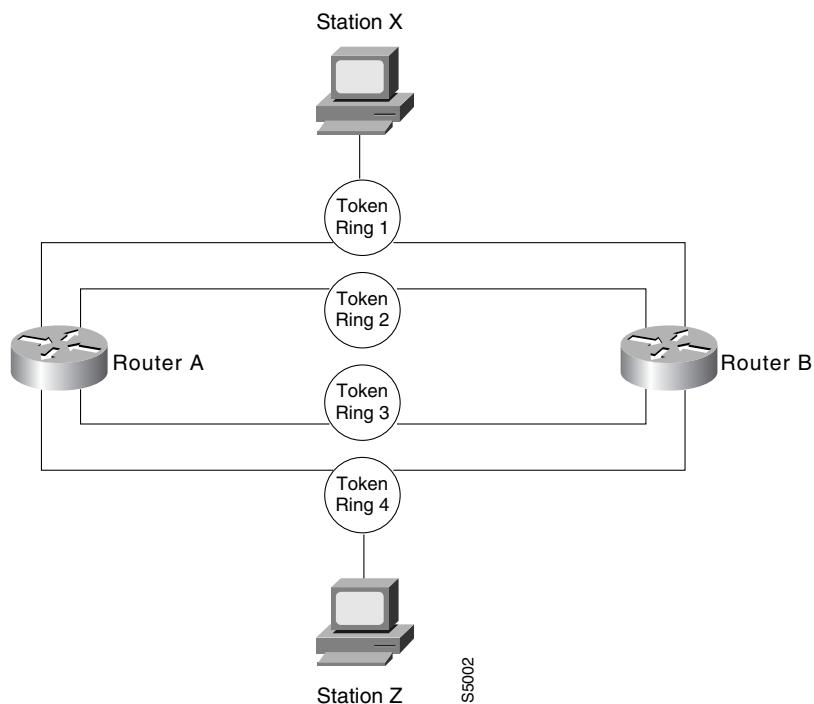 Station X
Token
Ring 1
Token
Ring 2
Router A
Router B
Token
Ring 3
Token
Ring 4
Station Z
S5002